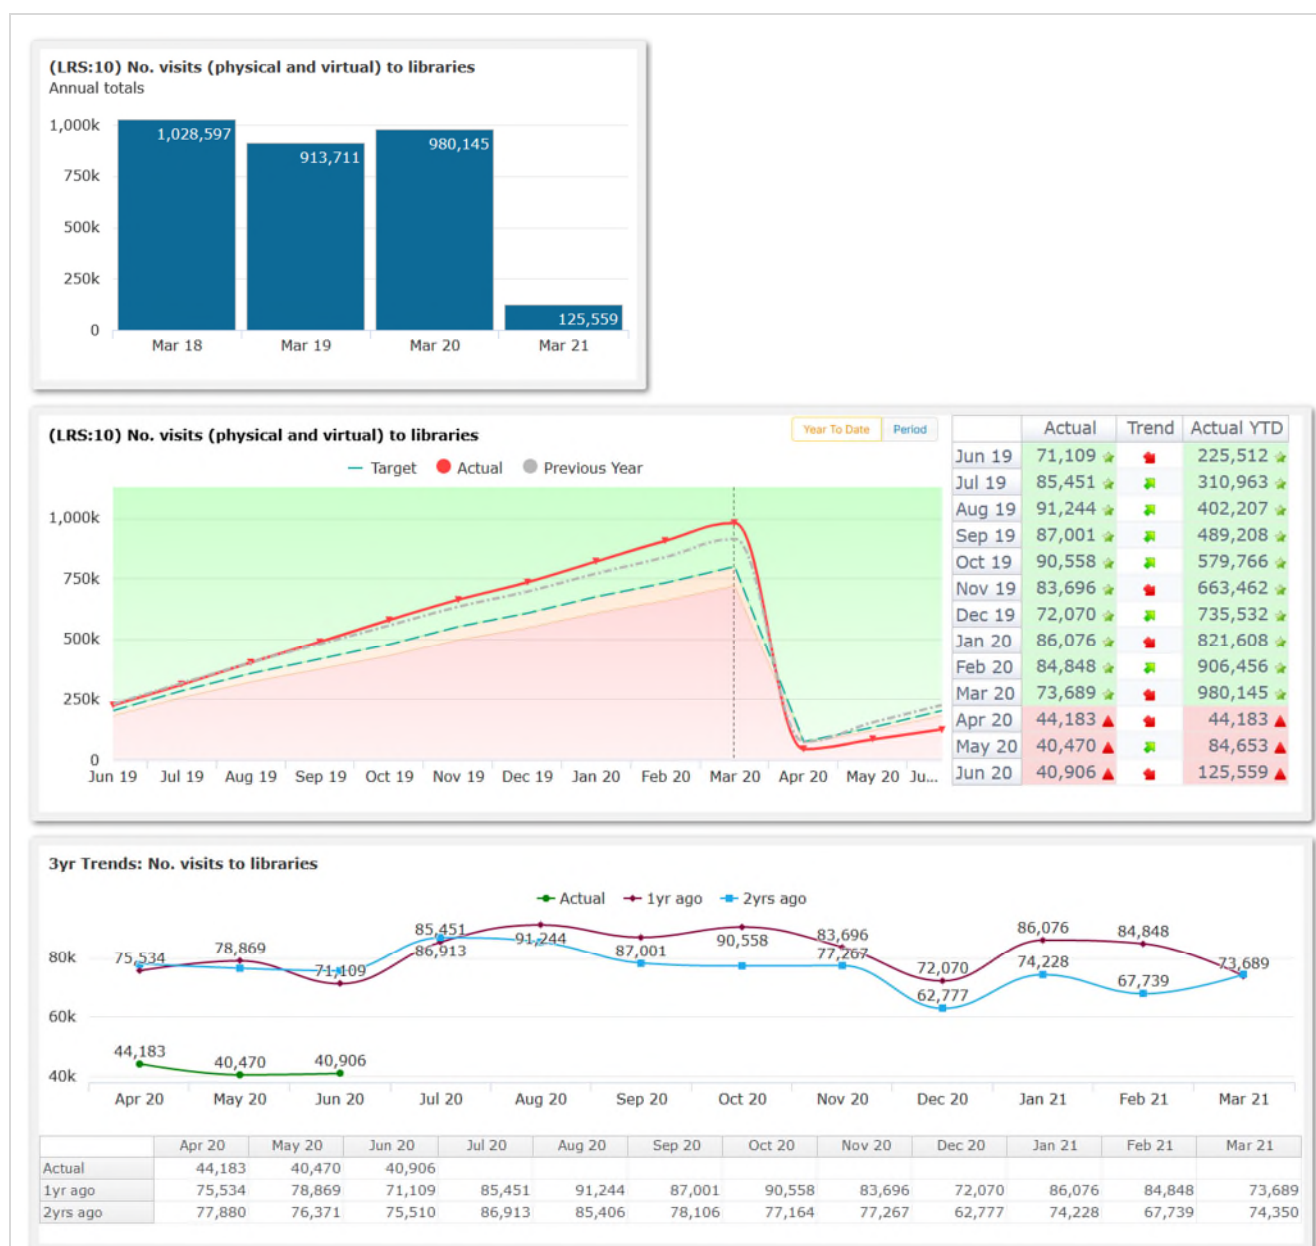 (LRS:10) No. visits (physical and virtual) to libraries
Annual totals
1,000k
750k
500k
250k
0
1,028,597
913,711
980,145
125,559
Mar 18 Mar 19 Mar 20 Mar 21
(LRS:10) No. visits (physical and virtual) to libraries
Year To Date Period
Target Actual Previous Year
1,000k
750k
500k
250k
0
Jun 19 Jul 19 Aug 19 Sep 19 Oct 19 Nov 19 Dec 19 Jan 20 Feb 20 Mar 20 Apr 20 May 20 Ju...
Actual Trend Actual YTD
Jun 19 71,109 225,512
Jul 19 85,451 310,963
Aug 19 91,244 402,207
Sep 19 87,001 489,208
Oct 19 90,558 579,766
Nov 19 83,696 663,462
Dec 19 72,070 735,532
Jan 20 86,076 821,608
Feb 20 84,848 906,456
Mar 20 73,689 980,145
Apr 20 44,183 44,183
May 20 40,470 84,653
Jun 20 40,906 125,559
3yr Trends: No. visits to libraries
Actual 1yr ago 2yrs ago
80k
60k
40k
75,534 78,869 71,109 85,451 91,244 87,001 90,558 83,696 72,070 86,076 84,848 73,689
86,913 77,267 62,777 74,228 67,739
44,183 40,470 40,906
Apr 20 May 20 Jun 20 Jul 20 Aug 20 Sep 20 Oct 20 Nov 20 Dec 20 Jan 21 Feb 21 Mar 21
Apr 20 May 20 Jun 20 Jul 20 Aug 20 Sep 20 Oct 20 Nov 20 Dec 20 Jan 21 Feb 21 Mar 21
Actual 44,183 40,470 40,906
1yr ago 75,534 78,869 71,109 85,451 91,244 87,001 90,558 83,696 72,070 86,076 84,848 73,689
2yrs ago 77,880 76,371 75,510 86,913 85,406 78,106 77,164 77,267 62,777 74,228 67,739 74,350